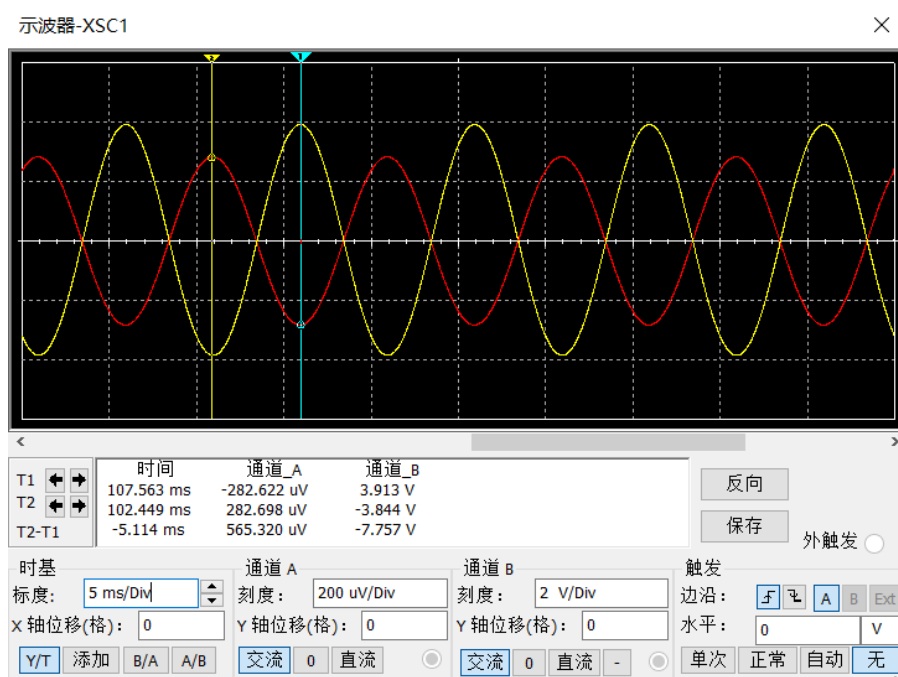 示波器-XSC1
2 1
时间 通道_A 通道_B
T1 107.563 ms -282.622 uV 3.913 V
T2 102.449 ms 282.698 uV -3.844 V
T2-T1 -5.114 ms 565.320 uV -7.757 V
反向
保存
外触发
时基 通道 A 通道 B 触发
标度: 5 ms/Div 刻度: 200 uV/Div 刻度: 2 V/Div 边沿: A B Ext
X 轴位移(格): 0 Y 轴位移(格): 0 Y 轴位移(格): 0 水平: 0 V
Y/T 添加 B/A A/B 交流 0 直流 交流 0 直流 - 单次 正常 自动 无